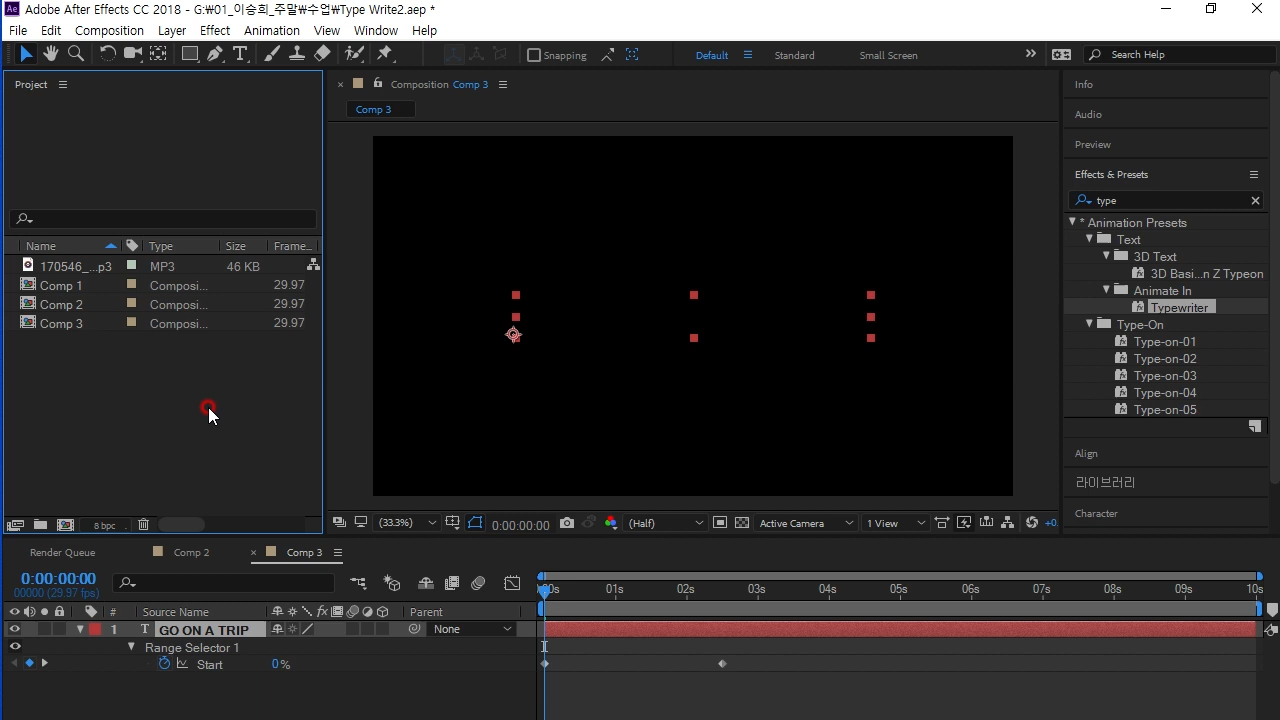 Ae Adobe After Effects CC 2018 - G:₩01_이승희_주말₩수업₩Type Write2.aep *
File Edit Composition Layer Effect Animation View Window Help
Snapping Default Standard Small Screen Search Help
Project
Composition Comp 3
Comp 3
Info
Audio
Preview
Effects & Presets
type
Name Type Size Frame...
170546_...p3 MP3 46 KB
Comp 1 Composi... 29.97
Comp 2 Composi... 29.97
Comp 3 Composi... 29.97
* Animation Presets
Text
3D Text
3D Basi...n Z Typeon
Animate In
Typewriter
Type-On
Type-on-01
Type-on-02
Type-on-03
Type-on-04
Type-on-05
Align
라이브러리
Character
8 bpc
(33.3%) 0:00:00:00 (Half) Active Camera 1 View +0.
Render Queue Comp 2 Comp 3
0:00:00:00
00000 (29.97 fps)
00s 01s 02s 03s 04s 05s 06s 07s 08s 09s 10s
# Source Name fx Parent
1 T GO ON A TRIP None
Range Selector 1
Start 0%